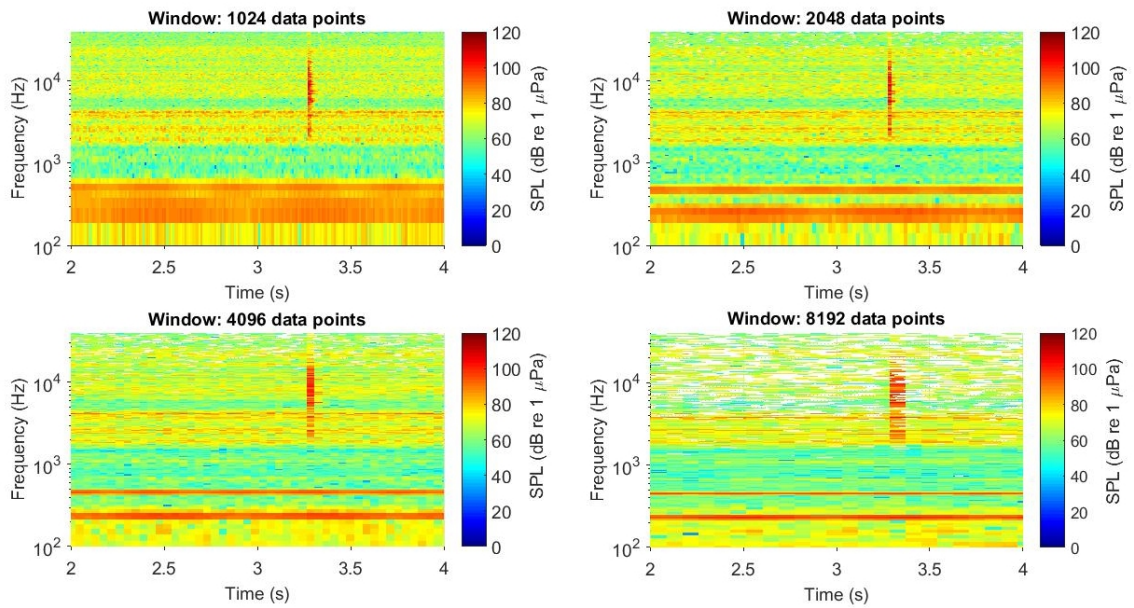 Window: 1024 data points
Frequency (Hz)
10⁴
10³
10²
2 2.5 3 3.5 4
Time (s)
120
100
80
60
40
20
0
SPL (dB re 1 μPa)
Window: 2048 data points
Frequency (Hz)
10⁴
10³
10²
2 2.5 3 3.5 4
Time (s)
120
100
80
60
40
20
0
SPL (dB re 1 μPa)
Window: 4096 data points
Frequency (Hz)
10⁴
10³
10²
2 2.5 3 3.5 4
Time (s)
120
100
80
60
40
20
0
SPL (dB re 1 μPa)
Window: 8192 data points
Frequency (Hz)
10⁴
10³
10²
2 2.5 3 3.5 4
Time (s)
120
100
80
60
40
20
0
SPL (dB re 1 μPa)